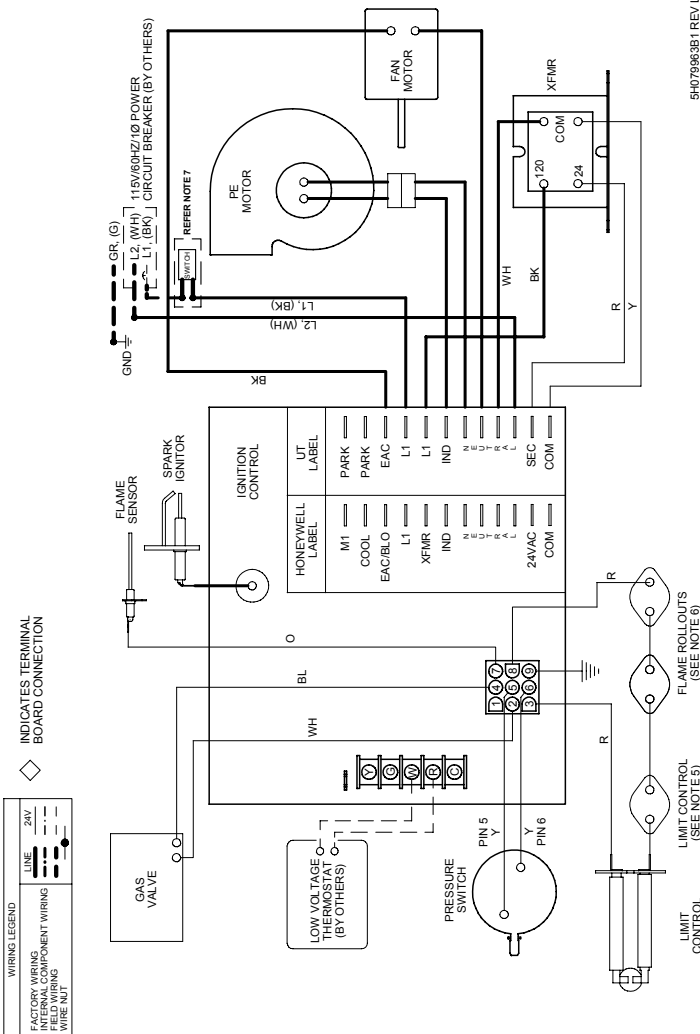 WIRING LEGEND
LINE
24V
FACTORY WIRING
INTERNAL COMPONENT WIRING
FIELD WIRING
WIRE NUT
INDICATES TERMINAL
BOARD CONNECTION
GAS
VALVE
LOW VOLTAGE
THERMOSTAT
(BY OTHERS)
PRESSURE
SWITCH
PIN 5
Y
Y
PIN 6
LIMIT
CONTROL
LIMIT CONTROL
(SEE NOTE 5)
FLAME ROLLOUTS
(SEE NOTE 6)
R
R
WH
BL
O
Y
G
W
R
C
1
4
7
2
5
8
3
6
9
FLAME
SENSOR
SPARK
IGNITOR
IGNITION
CONTROL
HONEYWELL
LABEL
M1
COOL
EAC/BLO
L1
XFMR
IND
N
E
U
T
R
A
L
24VAC
COM
UT
LABEL
PARK
PARK
EAC
L1
L1
IND
N
E
U
T
R
A
L
SEC
COM
GND
GR, (G)
L2, (WH)
L1, (BK)
115V/60HZ/1Ø POWER
CIRCUIT BREAKER (BY OTHERS)
REFER NOTE 7
SWITCH
L1, (BK)
L2, (WH)
BK
PE
MOTOR
FAN
MOTOR
WH
BK
R
Y
XFMR
120
COM
24
5H079963B1 REV L